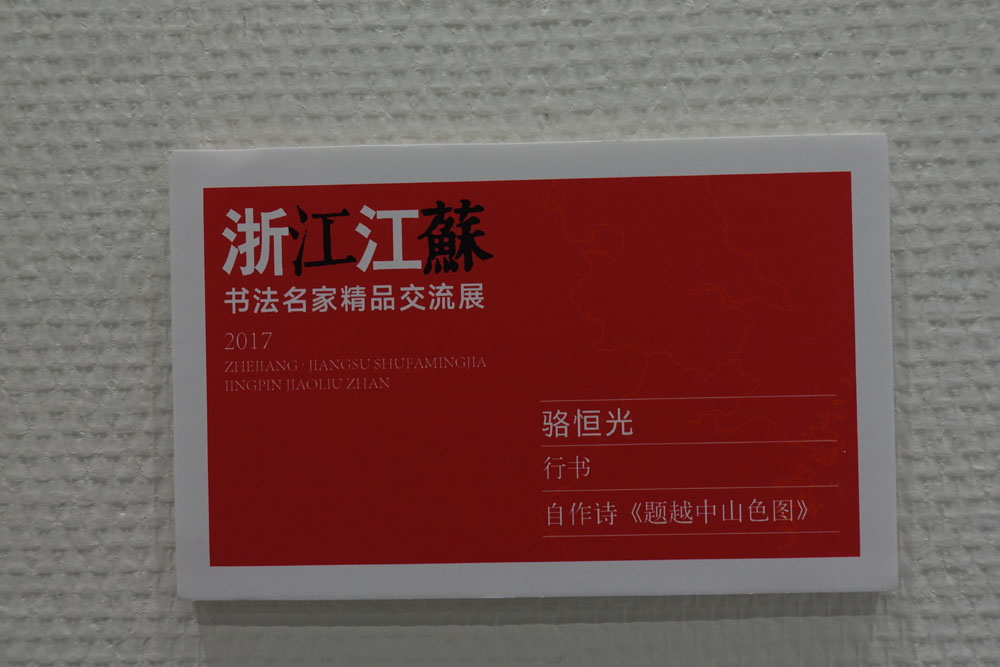 浙江江蘇
书法名家精品交流展
2017
ZHEJIANG · JIANGSU SHUFAMINGJIA
JINGPIN JIAOLIU ZHAN
骆恒光
行书
自作诗《题越中山色图》